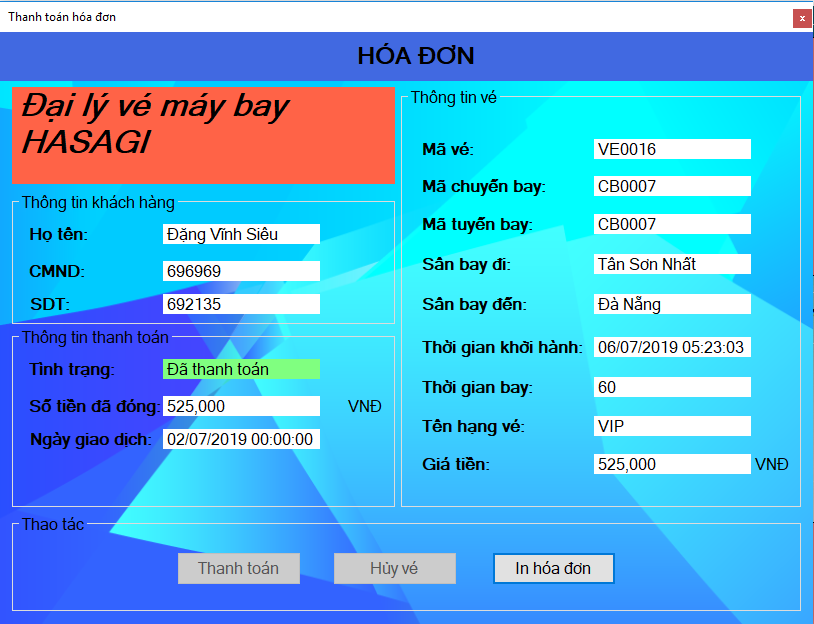 Thanh toán hóa đơn
x
HÓA ĐƠN
Đại lý vé máy bay
HASAGI
Thông tin khách hàng
Họ tên: Đặng Vĩnh Siêu
CMND: 696969
SDT: 692135
Thông tin thanh toán
Tình trạng: Đã thanh toán
Số tiền đã đóng: 525,000 VNĐ
Ngày giao dịch: 02/07/2019 00:00:00
Thông tin vé
Mã vé: VE0016
Mã chuyến bay: CB0007
Mã tuyến bay: CB0007
Sân bay đi: Tân Sơn Nhất
Sân bay đến: Đà Nẵng
Thời gian khởi hành: 06/07/2019 05:23:03
Thời gian bay: 60
Tên hạng vé: VIP
Giá tiền: 525,000 VNĐ
Thao tác
Thanh toán Hủy vé In hóa đơn